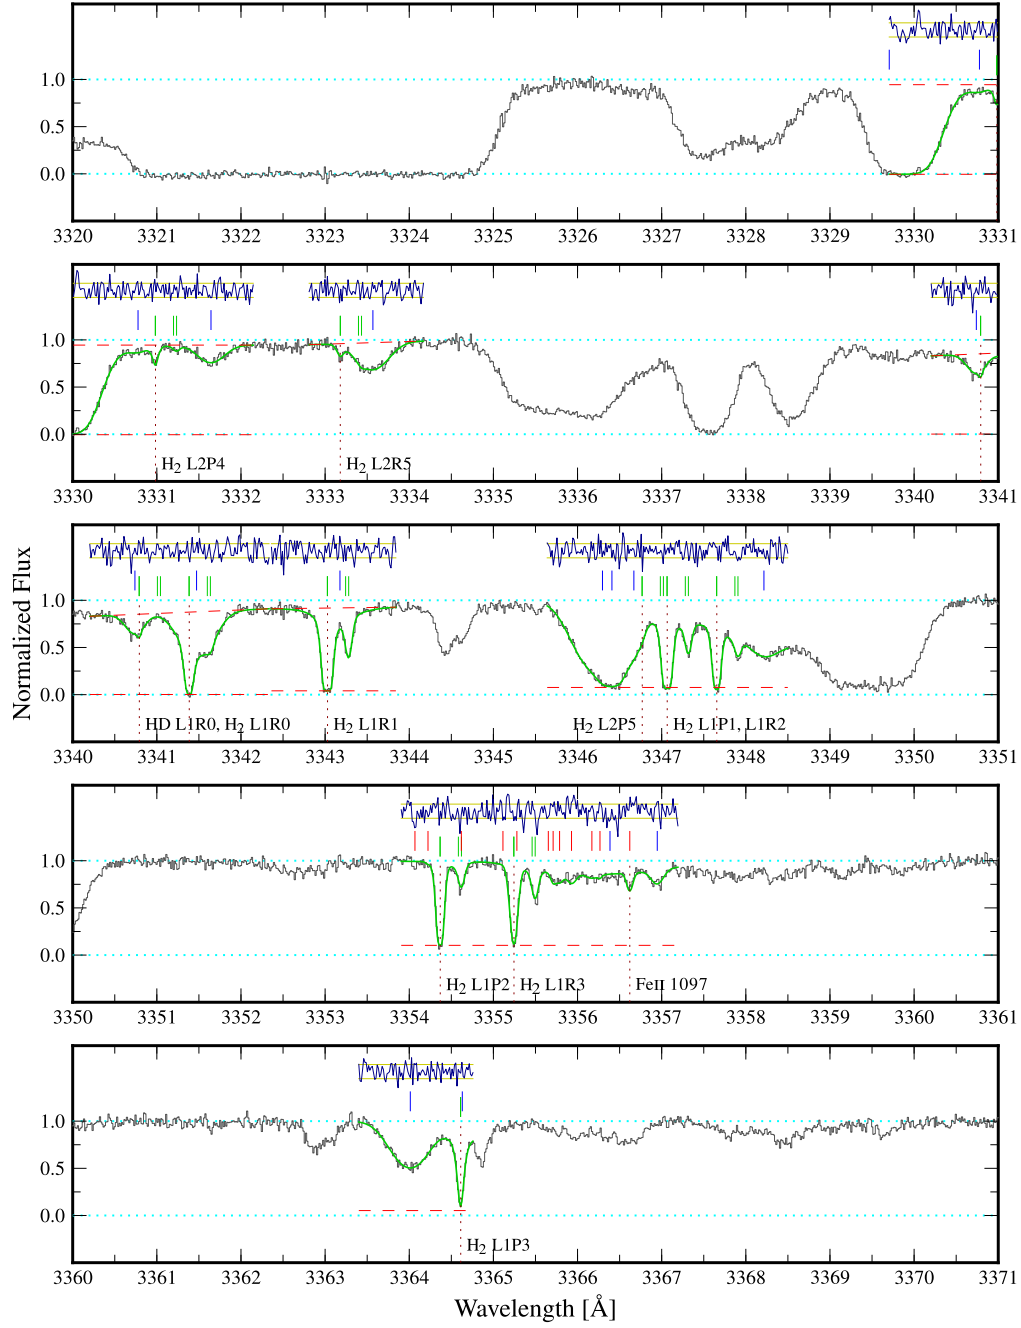 1.0
0.5
0.0
3320 3321 3322 3323 3324 3325 3326 3327 3328 3329 3330 3331
1.0
0.5
0.0
H₂ L2P4 H₂ L2R5
3330 3331 3332 3333 3334 3335 3336 3337 3338 3339 3340 3341
Normalized Flux
1.0
0.5
0.0
HD L1R0, H₂ L1R0 H₂ L1R1 H₂ L2P5 H₂ L1P1, L1R2
3340 3341 3342 3343 3344 3345 3346 3347 3348 3349 3350 3351
1.0
0.5
0.0
H₂ L1P2 H₂ L1R3 FeII 1097
3350 3351 3352 3353 3354 3355 3356 3357 3358 3359 3360 3361
1.0
0.5
0.0
H₂ L1P3
3360 3361 3362 3363 3364 3365 3366 3367 3368 3369 3370 3371
Wavelength [Å]